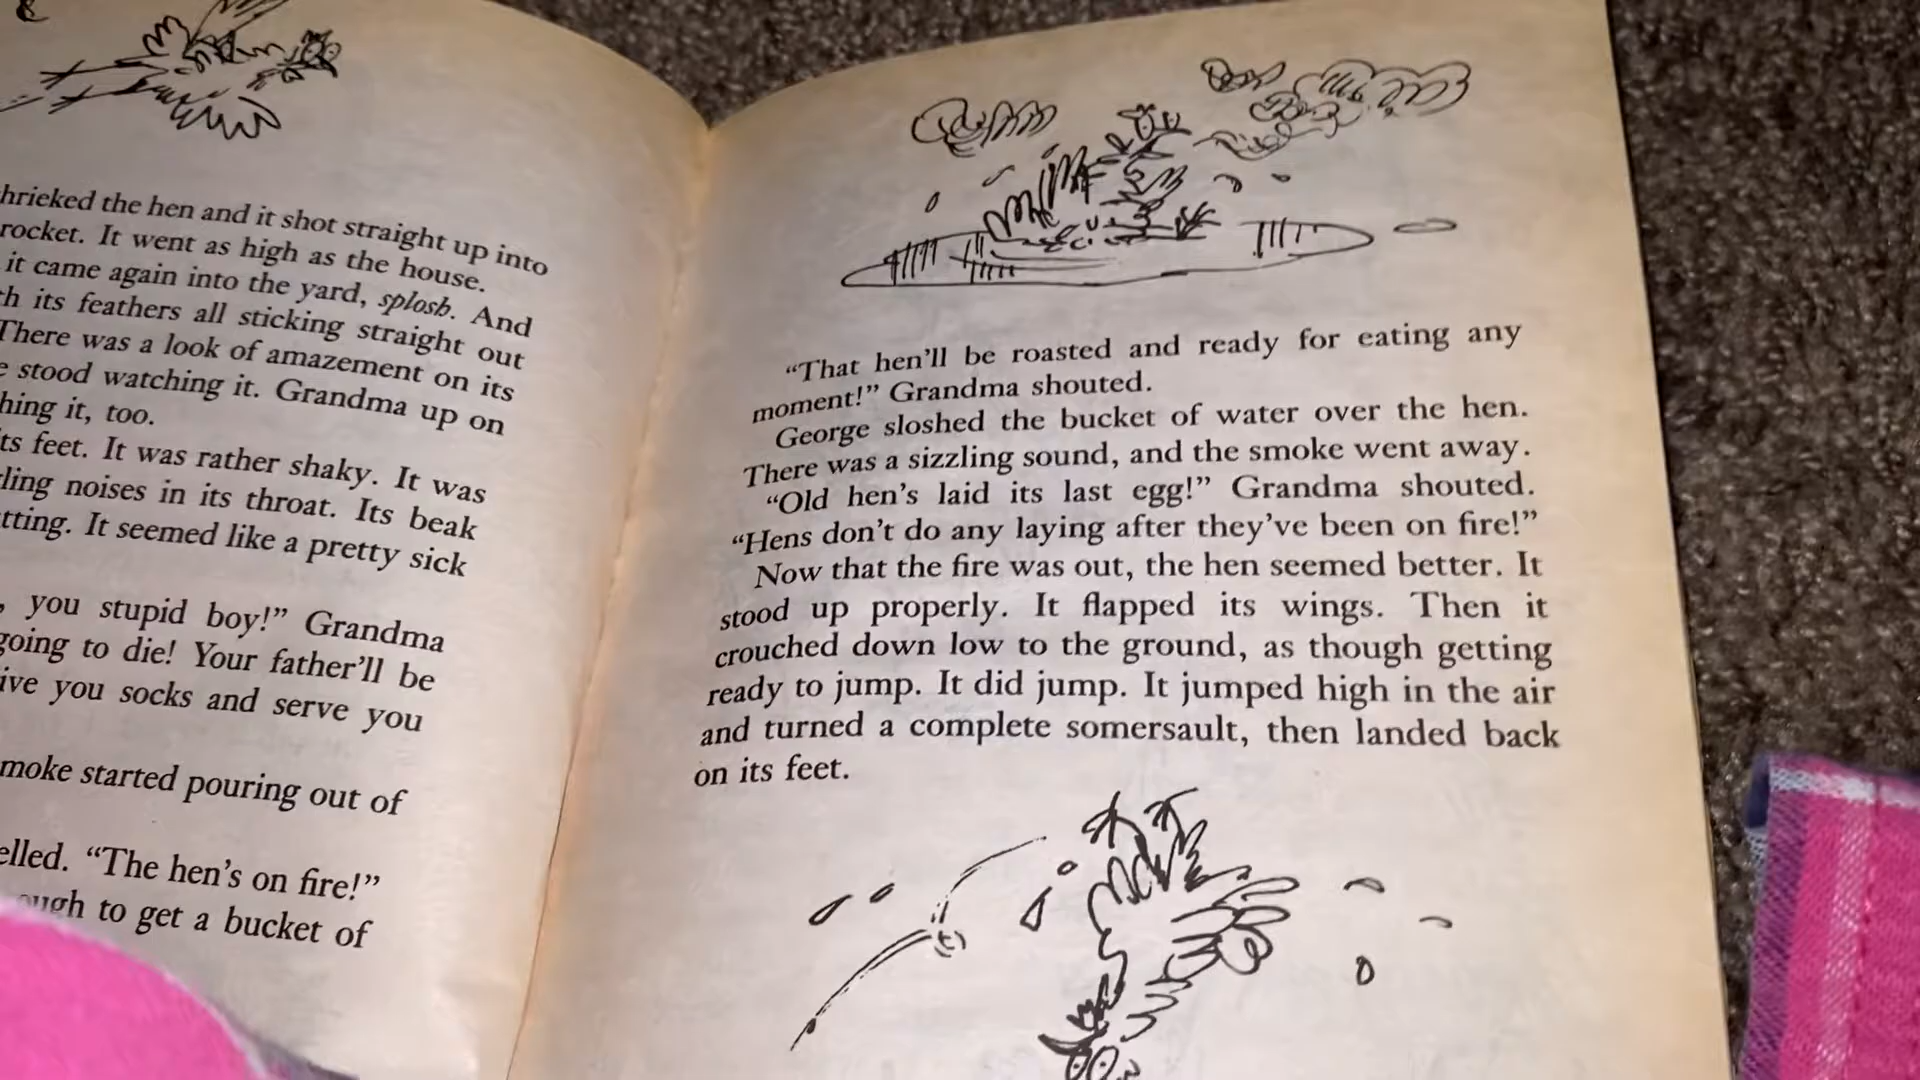 hrieked the hen and it shot straight up into
rocket. It went as high as the house.
it came again into the yard, splosh. And
th its feathers all sticking straight out
There was a look of amazement on its
e stood watching it. Grandma up on
hing it, too.
ts feet. It was rather shaky. It was
ling noises in its throat. Its beak
tting. It seemed like a pretty sick
, you stupid boy!” Grandma
going to die! Your father’ll be
ive you socks and serve you
moke started pouring out of
elled. “The hen’s on fire!”
ough to get a bucket of
“That hen’ll be roasted and ready for eating any
moment!” Grandma shouted.
George sloshed the bucket of water over the hen.
There was a sizzling sound, and the smoke went away.
“Old hen’s laid its last egg!” Grandma shouted.
“Hens don’t do any laying after they’ve been on fire!”
Now that the fire was out, the hen seemed better. It
stood up properly. It flapped its wings. Then it
crouched down low to the ground, as though getting
ready to jump. It did jump. It jumped high in the air
and turned a complete somersault, then landed back
on its feet.